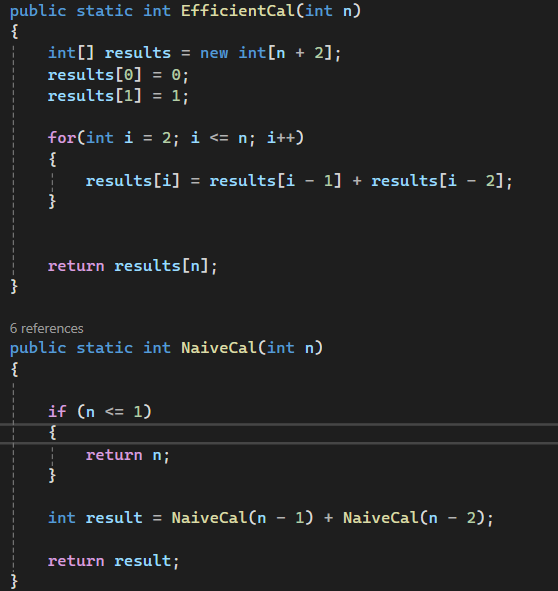 public static int EfficientCal(int n)
{
int[] results = new int[n + 2];
results[0] = 0;
results[1] = 1;
for(int i = 2; i <= n; i++)
{
results[i] = results[i - 1] + results[i - 2];
}
return results[n];
}
6 references
public static int NaiveCal(int n)
{
if (n <= 1)
{
return n;
}
int result = NaiveCal(n - 1) + NaiveCal(n - 2);
return result;
}